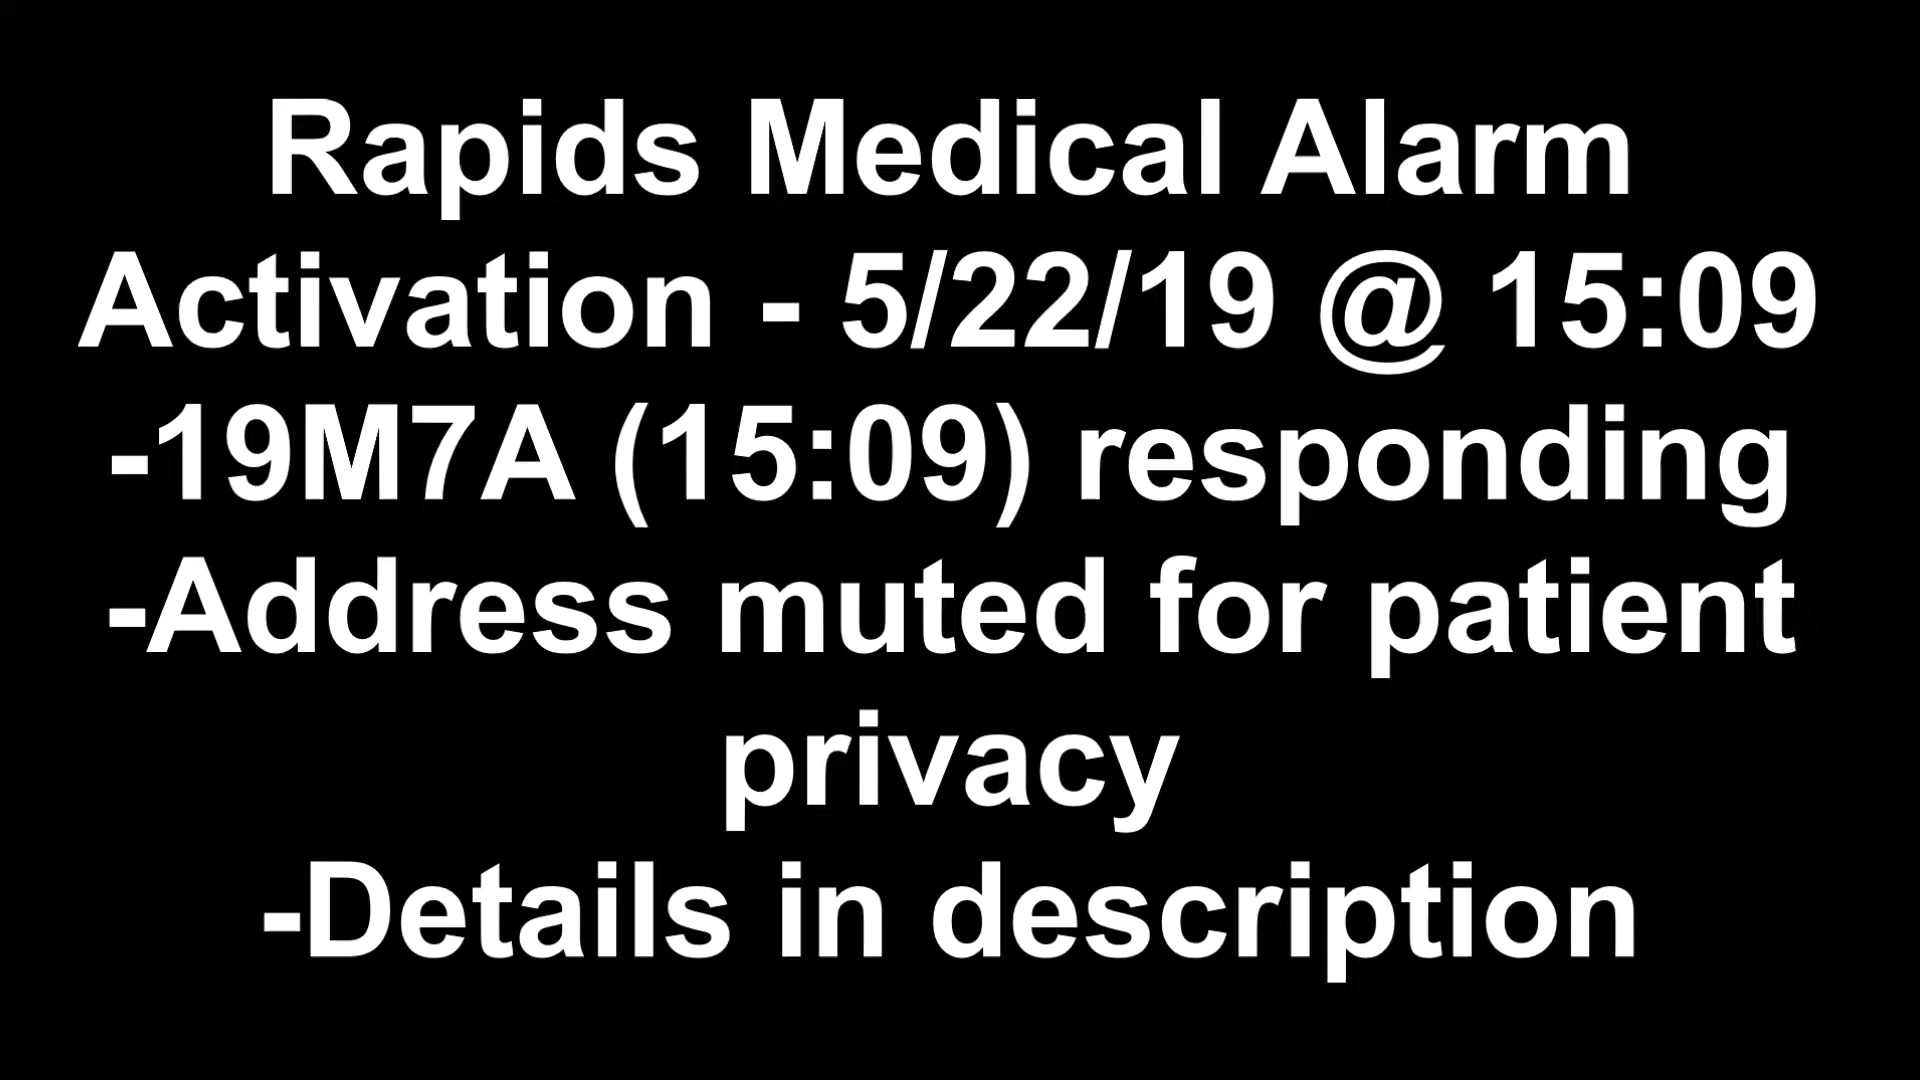 Rapids Medical Alarm
Activation - 5/22/19 @ 15:09
-19M7A (15:09) responding
-Address muted for patient
privacy
-Details in description